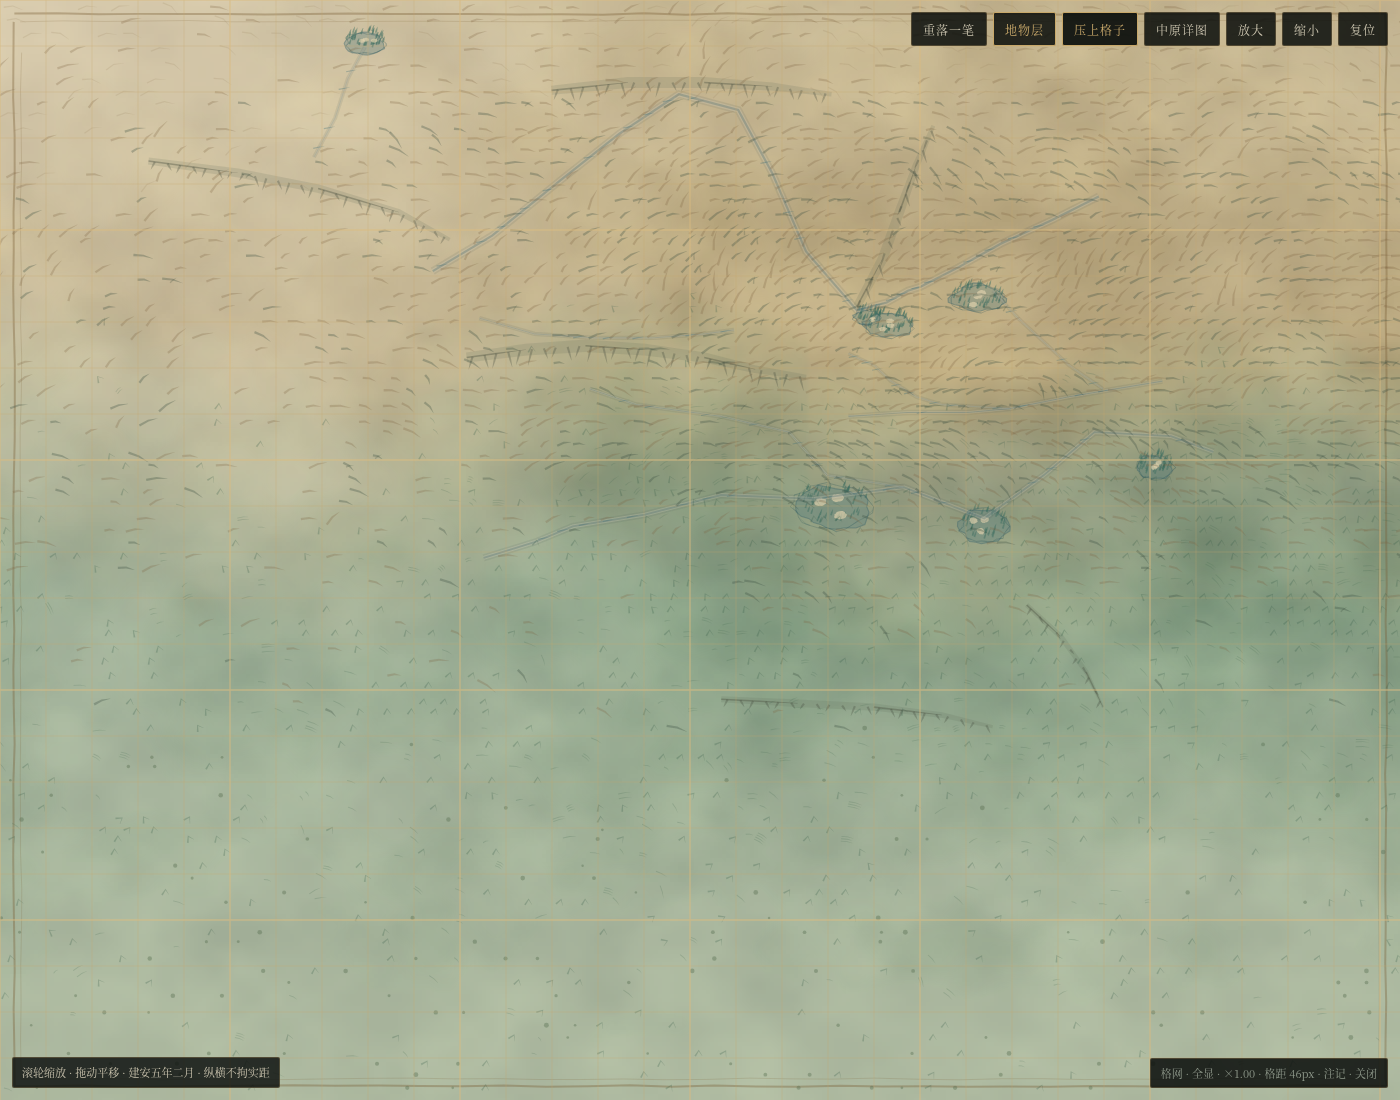 重落一笔
地物层
压上格子
中原详图
放大
缩小
复位
滚轮缩放 · 拖动平移 · 建安五年二月 · 纵横不拘实距
格网 · 全显 · ×1.00 · 格距 46px · 注记 · 关闭